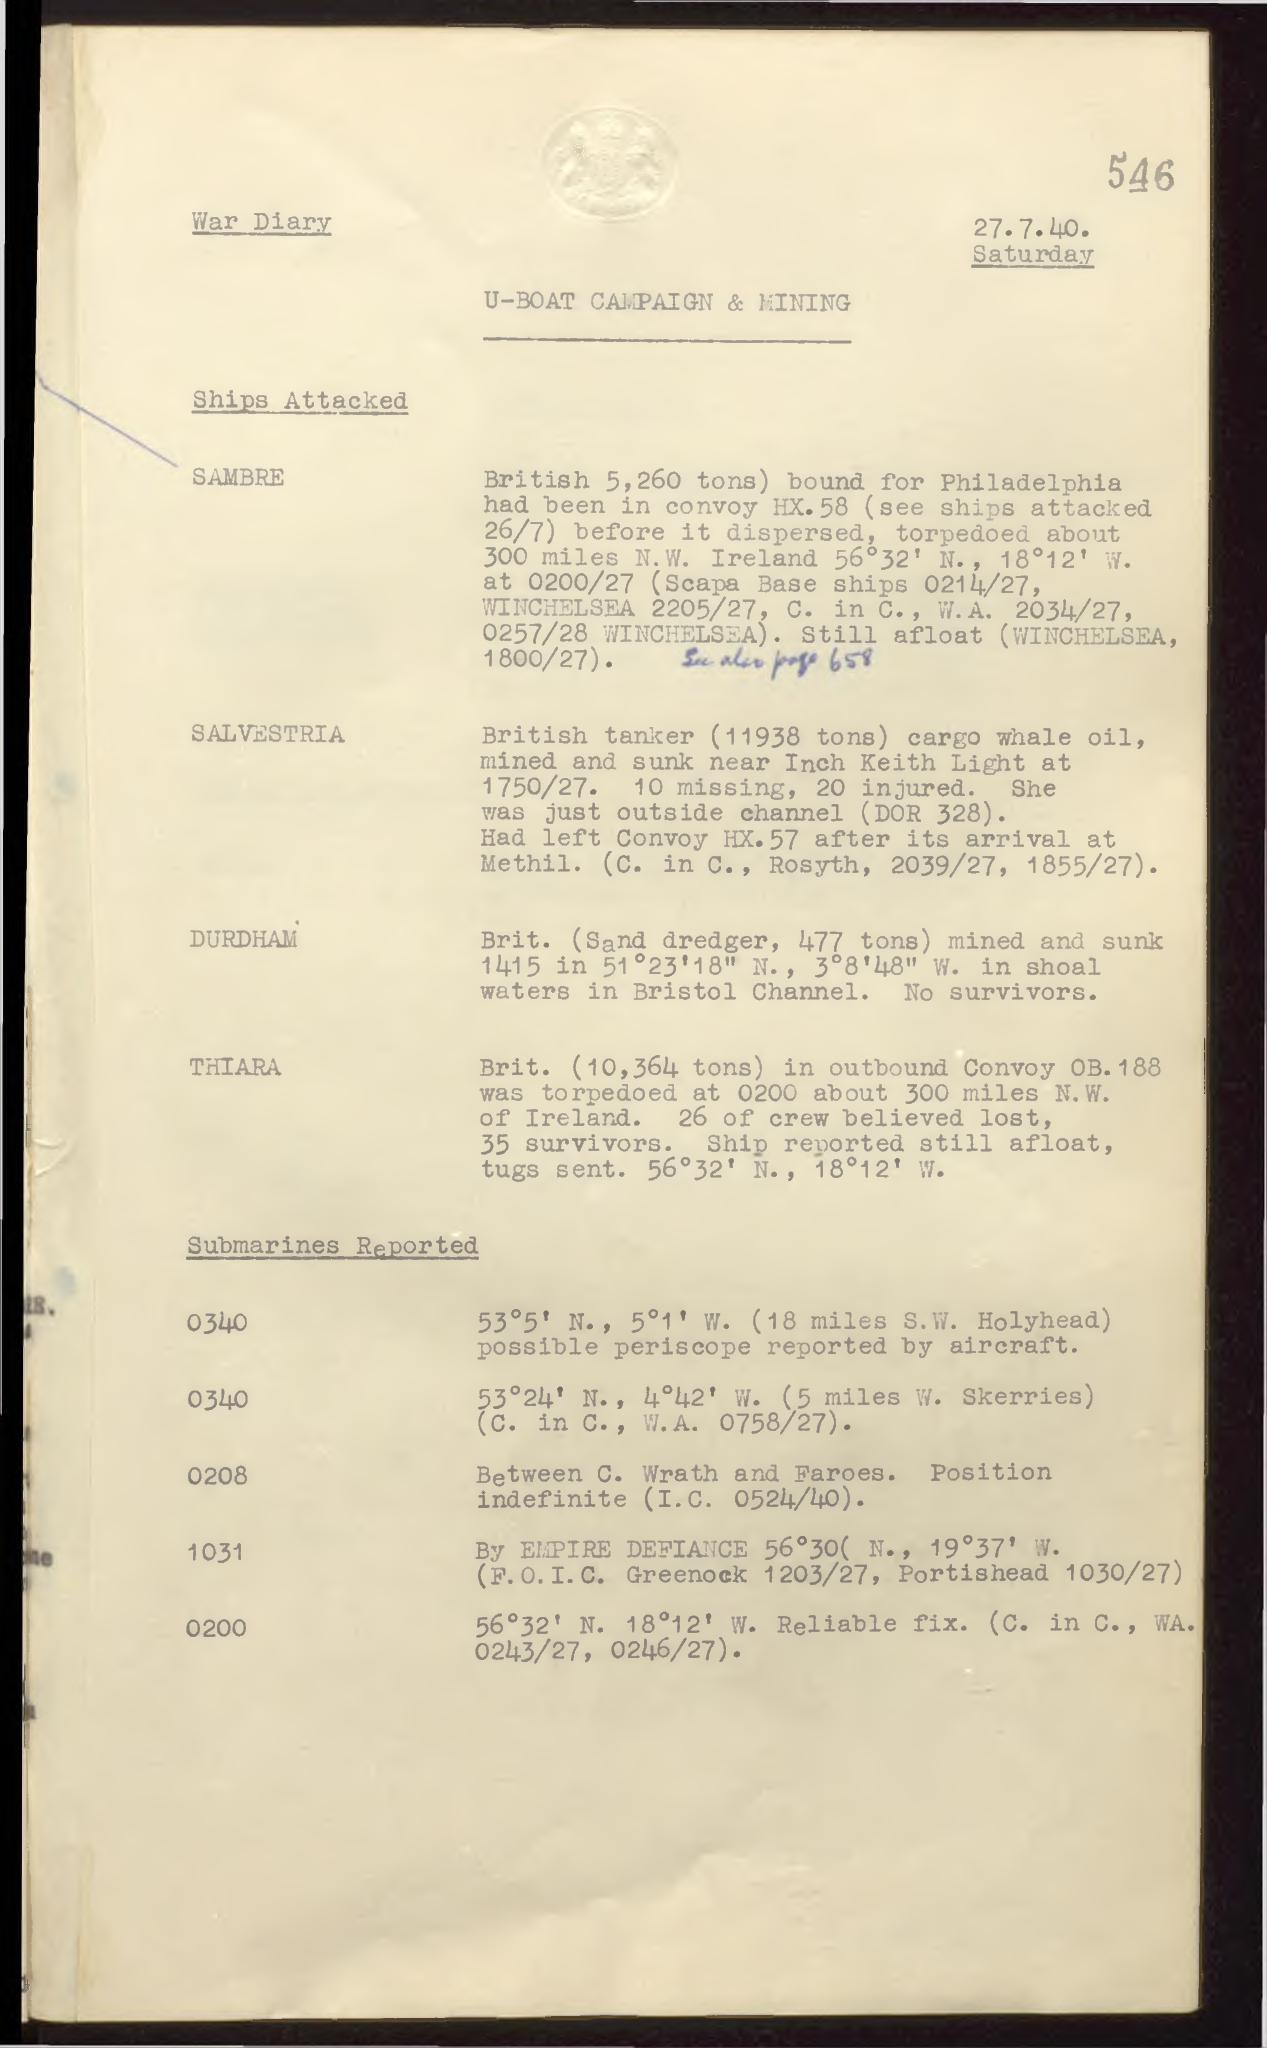 546
War Diary
27.7.40.
Saturday
U-BOAT CAMPAIGN & MINING
Ships Attacked
SAMBRE
British 5,260 tons) bound for Philadelphia
had been in convoy HX.58 (see ships attacked
26/7) before it dispersed, torpedoed about
300 miles N.W. Ireland 56°32' N., 18°12' W.
at 0200/27 (Scapa Base ships 0214/27,
WINCHELSEA 2205/27, C. in C., W.A. 2034/27,
0257/28 WINCHELSEA). Still afloat (WINCHELSEA,
1800/27). See also page 658
SALVESTRIA
British tanker (11938 tons) cargo whale oil,
mined and sunk near Inch Keith Light at
1750/27. 10 missing, 20 injured. She
was just outside channel (DOR 328).
Had left Convoy HX.57 after its arrival at
Methil. (C. in C., Rosyth, 2039/27, 1855/27).
DURDHAM
Brit. (Sand dredger, 477 tons) mined and sunk
1415 in 51°23'18" N., 3°8'48" W. in shoal
waters in Bristol Channel. No survivors.
THIARA
Brit. (10,364 tons) in outbound Convoy OB.188
was torpedoed at 0200 about 300 miles N.W.
of Ireland. 26 of crew believed lost,
35 survivors. Ship reported still afloat,
tugs sent. 56°32' N., 18°12' W.
Submarines Reported
0340
53°5' N., 5°1' W. (18 miles S.W. Holyhead)
possible periscope reported by aircraft.
0340
53°24' N., 4°42' W. (5 miles W. Skerries)
(C. in C., W.A. 0758/27).
0208
Between C. Wrath and Faroes. Position
indefinite (I.C. 0524/40).
1031
By EMPIRE DEFIANCE 56°30( N., 19°37' W.
(F.O.I.C. Greenock 1203/27, Portishead 1030/27)
0200
56°32' N. 18°12' W. Reliable fix. (C. in C., WA.
0243/27, 0246/27).